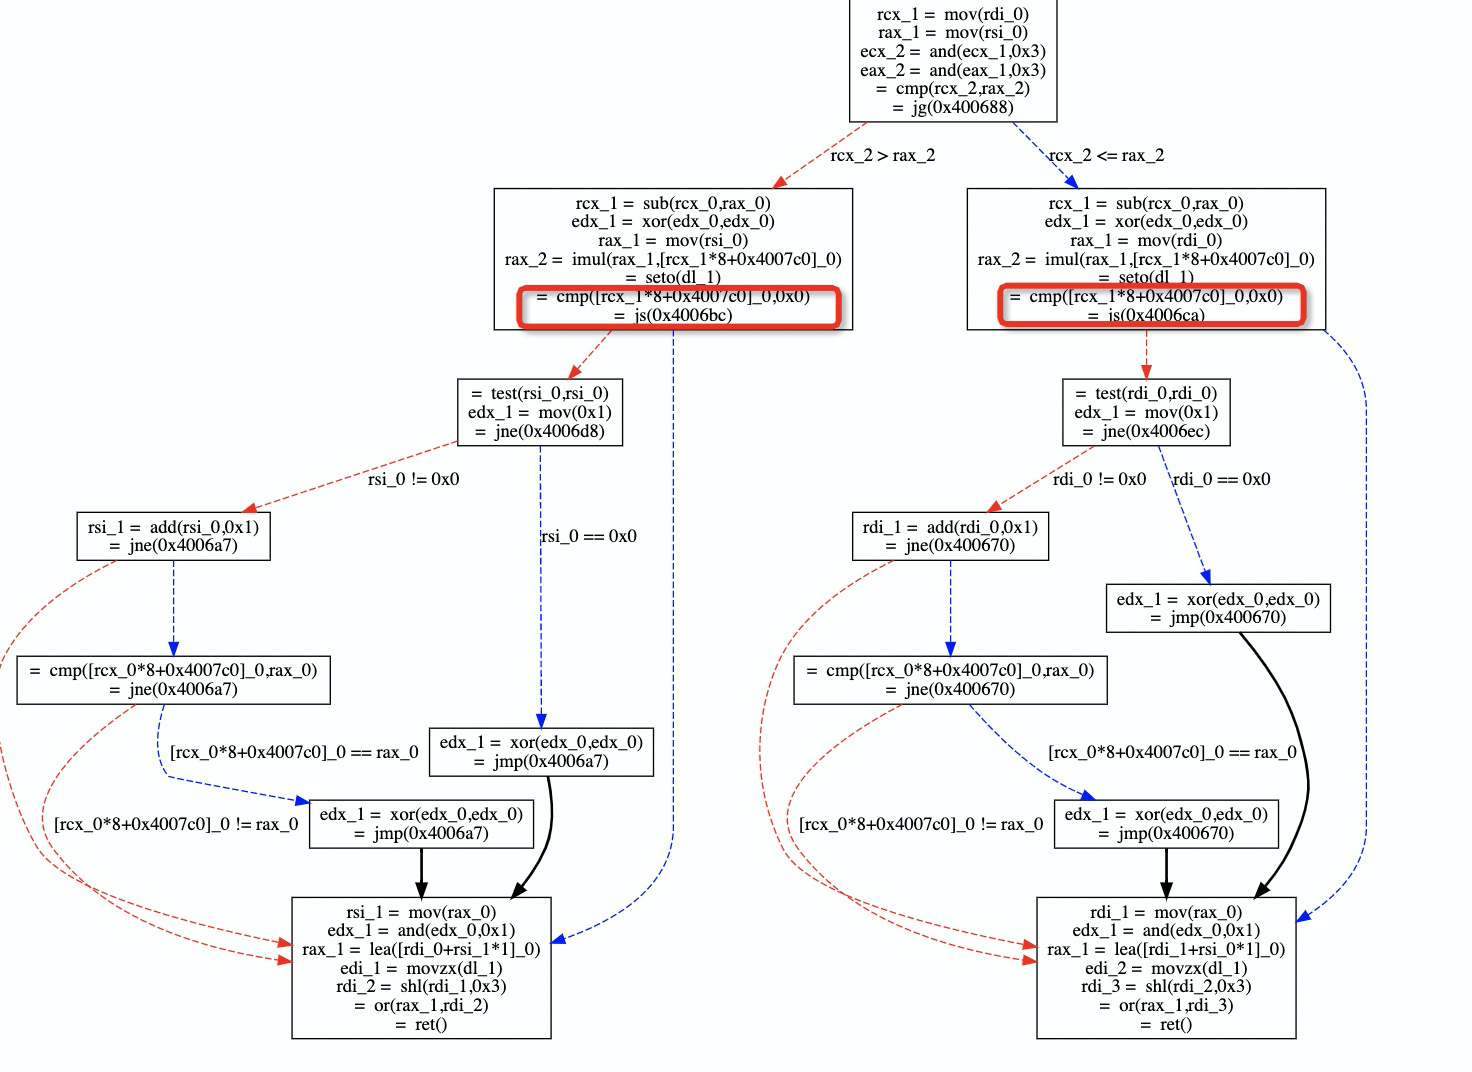 rcx_1 = mov(rdi_0)
rax_1 = mov(rsi_0)
ecx_2 = and(ecx_1,0x3)
eax_2 = and(eax_1,0x3)
= cmp(rcx_2,rax_2)
= jg(0x400688)
rcx_2 > rax_2
rcx_2 <= rax_2
rcx_1 = sub(rcx_0,rax_0)
edx_1 = xor(edx_0,edx_0)
rax_1 = mov(rsi_0)
rax_2 = imul(rax_1,[rcx_1*8+0x4007c0]_0)
= seto(dl_1)
= cmp([rcx_1*8+0x4007c0]_0,0x0)
= js(0x4006bc)
rcx_1 = sub(rcx_0,rax_0)
edx_1 = xor(edx_0,edx_0)
rax_1 = mov(rdi_0)
rax_2 = imul(rax_1,[rcx_1*8+0x4007c0]_0)
= seto(dl_1)
= cmp([rcx_1*8+0x4007c0]_0,0x0)
= js(0x4006ca)
= test(rsi_0,rsi_0)
edx_1 = mov(0x1)
= jne(0x4006d8)
= test(rdi_0,rdi_0)
edx_1 = mov(0x1)
= jne(0x4006ec)
rsi_0 != 0x0
rsi_0 == 0x0
rdi_0 != 0x0
rdi_0 == 0x0
rsi_1 = add(rsi_0,0x1)
= jne(0x4006a7)
rdi_1 = add(rdi_0,0x1)
= jne(0x400670)
edx_1 = xor(edx_0,edx_0)
= jmp(0x400670)
= cmp([rcx_0*8+0x4007c0]_0,rax_0)
= jne(0x4006a7)
= cmp([rcx_0*8+0x4007c0]_0,rax_0)
= jne(0x400670)
edx_1 = xor(edx_0,edx_0)
= jmp(0x4006a7)
[rcx_0*8+0x4007c0]_0 == rax_0
[rcx_0*8+0x4007c0]_0 == rax_0
[rcx_0*8+0x4007c0]_0 != rax_0
edx_1 = xor(edx_0,edx_0)
= jmp(0x4006a7)
[rcx_0*8+0x4007c0]_0 != rax_0
edx_1 = xor(edx_0,edx_0)
= jmp(0x400670)
rsi_1 = mov(rax_0)
edx_1 = and(edx_0,0x1)
rax_1 = lea([rdi_0+rsi_1*1]_0)
edi_1 = movzx(dl_1)
rdi_2 = shl(rdi_1,0x3)
= or(rax_1,rdi_2)
= ret()
rdi_1 = mov(rax_0)
edx_1 = and(edx_0,0x1)
rax_1 = lea([rdi_1+rsi_0*1]_0)
edi_2 = movzx(dl_1)
rdi_3 = shl(rdi_2,0x3)
= or(rax_1,rdi_3)
= ret()